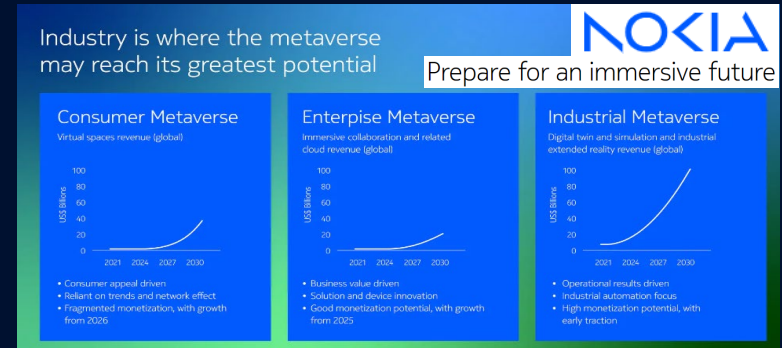 Industry is where the metaverse
may reach its greatest potential
NOKIA
Prepare for an immersive future
Consumer Metaverse
Virtual spaces revenue (global)
US$ Billions
100
80
60
40
20
0
2021 2024 2027 2030
• Consumer appeal driven
• Reliant on trends and network effect
• Fragmented monetization, with growth
from 2026
Enterpise Metaverse
Immersive collaboration and related
cloud revenue (global)
US$ Billions
100
80
60
40
20
0
2021 2024 2027 2030
• Business value driven
• Solution and device innovation
• Good monetization potential, with growth
from 2025
Industrial Metaverse
Digital twin and simulation and industrial
extended reality revenue (global)
US$ Billions
100
80
60
40
20
0
2021 2024 2027 2030
• Operational results driven
• Industrial automation focus
• High monetization potential, with
early traction